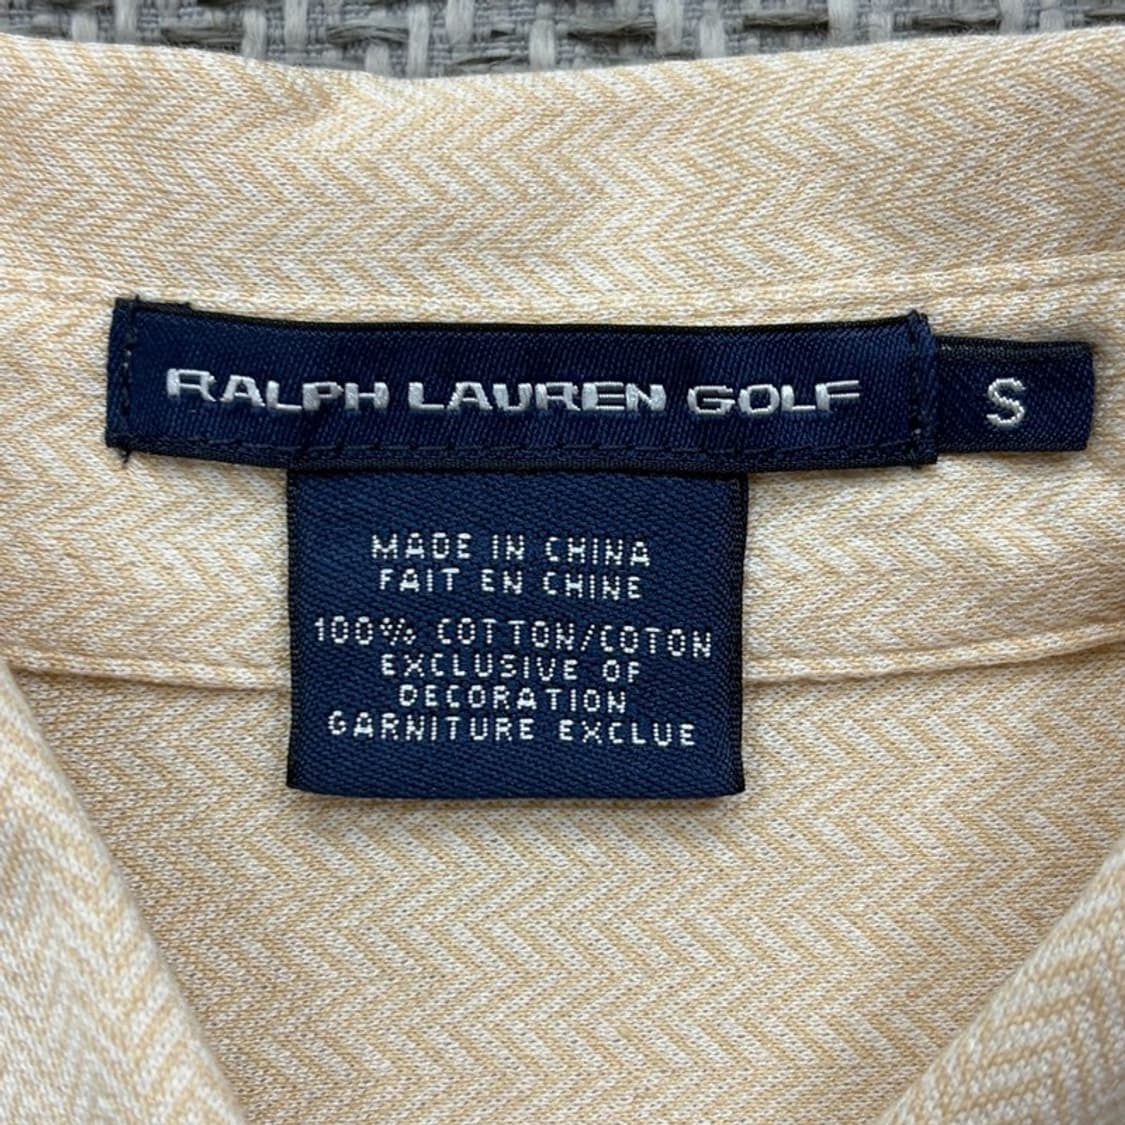 RALPH LAUREN GOLF
S
MADE IN CHINA
FAIT EN CHINE
100% COTTON/COTON
EXCLUSIVE OF
DECORATION
GARNITURE EXCLUE